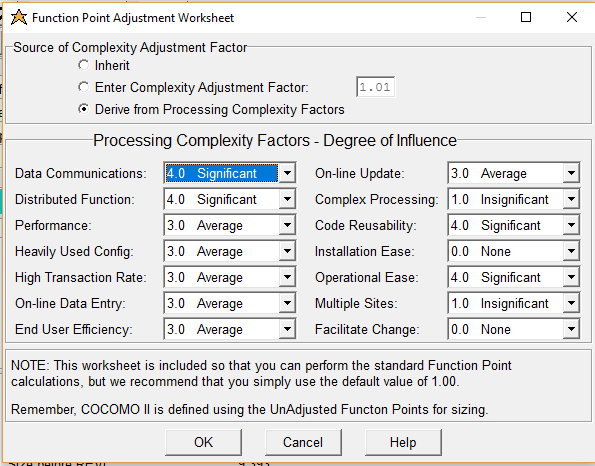 Function Point Adjustment Worksheet
Source of Complexity Adjustment Factor
Inherit
Enter Complexity Adjustment Factor: 1.01
Derive from Processing Complexity Factors
Processing Complexity Factors - Degree of Influence
Data Communications: 4.0 Significant On-line Update: 3.0 Average
Distributed Function: 4.0 Significant Complex Processing: 1.0 Insignificant
Performance: 3.0 Average Code Reusability: 4.0 Significant
Heavily Used Config: 3.0 Average Installation Ease: 0.0 None
High Transaction Rate: 3.0 Average Operational Ease: 4.0 Significant
On-line Data Entry: 3.0 Average Multiple Sites: 1.0 Insignificant
End User Efficiency: 3.0 Average Facilitate Change: 0.0 None
NOTE: This worksheet is included so that you can perform the standard Function Point
calculations, but we recommend that you simply use the default value of 1.00.
Remember, COCOMO II is defined using the UnAdjusted Functon Points for sizing.
OK Cancel Help